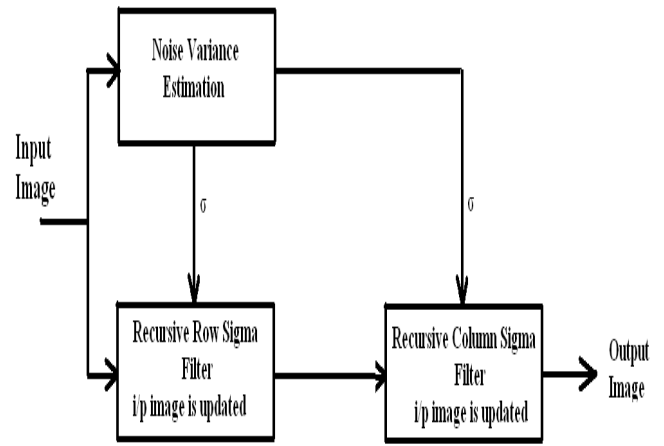 Noise Variance
Estimation
Input
Image
σ
σ
Recursive Row Sigma
Filter
i/p image is updated
Recursive Column Sigma
Filter
i/p image is updated
Output
Image